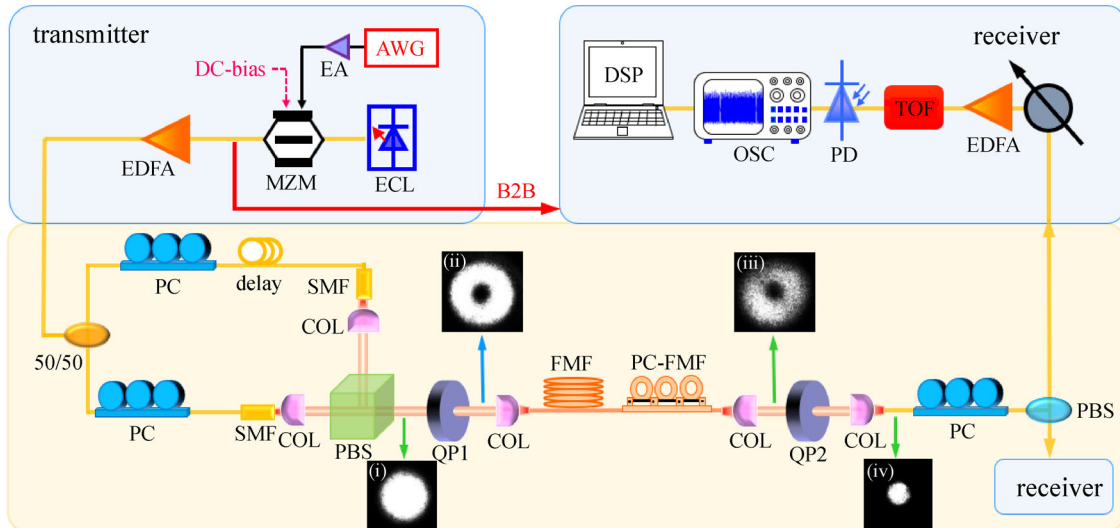 transmitter
AWG
EA
DC-bias
EDFA
MZM
ECL
B2B
receiver
DSP
OSC
PD
TOF
EDFA
PC
delay
SMF
COL
50/50
PC
SMF
COL
PBS
(i)
(ii)
QP1
COL
FMF
PC-FMF
(iii)
COL
QP2
COL
(iv)
PC
PBS
receiver